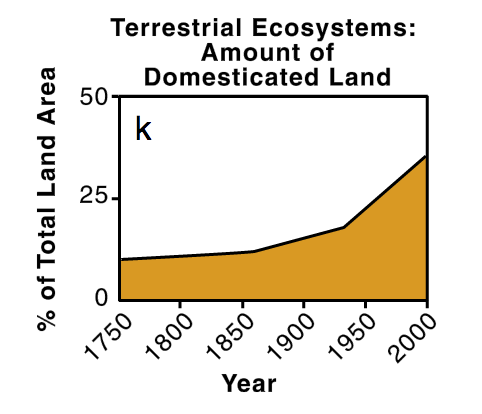 Terrestrial Ecosystems:
Amount of
Domesticated Land
% of Total Land Area
50
25
0
k
1750
1800
1850
1900
1950
2000
Year